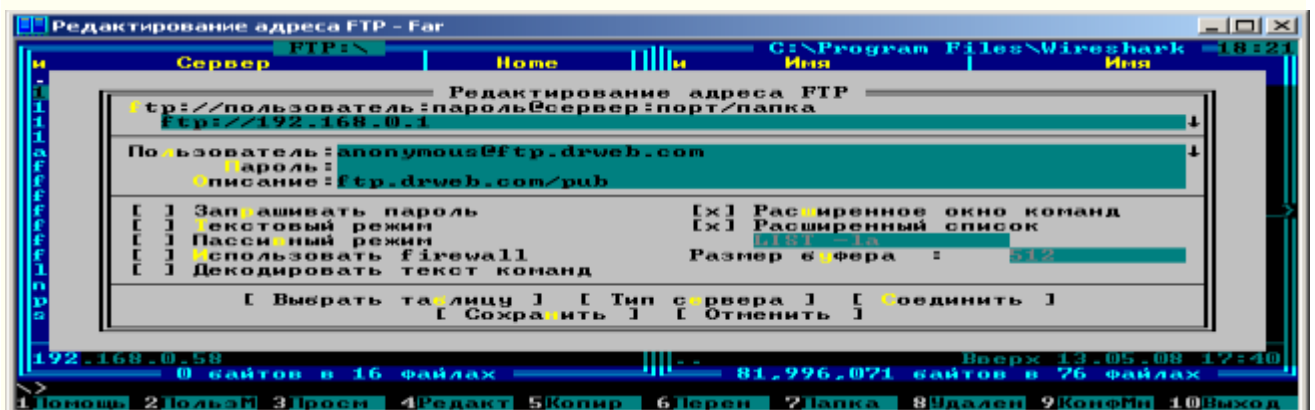 Редактирование адреса FTP - Far
FTP:\ C:\Program Files\Wireshark 18:21
и Сервер Home и Имя Имя
Редактирование адреса FTP
ftp://пользователь:пароль@сервер:порт/папка
ftp://192.168.0.1
Пользователь:anonymous@ftp.drweb.com
Пароль:
Описание:ftp.drweb.com/pub
[ ] Запрашивать пароль [x] Расширенное окно команд
[ ] Текстовый режим [x] Расширенный список
[ ] Пассивный режим LIST -la
[ ] Использовать firewall Размер буфера : 512
[ ] Декодировать текст команд
[ Выбрать таблицу ] [ Тип сервера ] [ Соединить ]
[ Сохранить ] [ Отменить ]
192.168.0.58 .. Вверх 13.05.08 17:40
0 байтов в 16 файлах 81,996,071 байтов в 76 файлах
\>
1Помощь 2ПользМ 3Просм 4Редакт 5Копир 6Перен 7Папка 8Удален 9КонфМн 10Выход